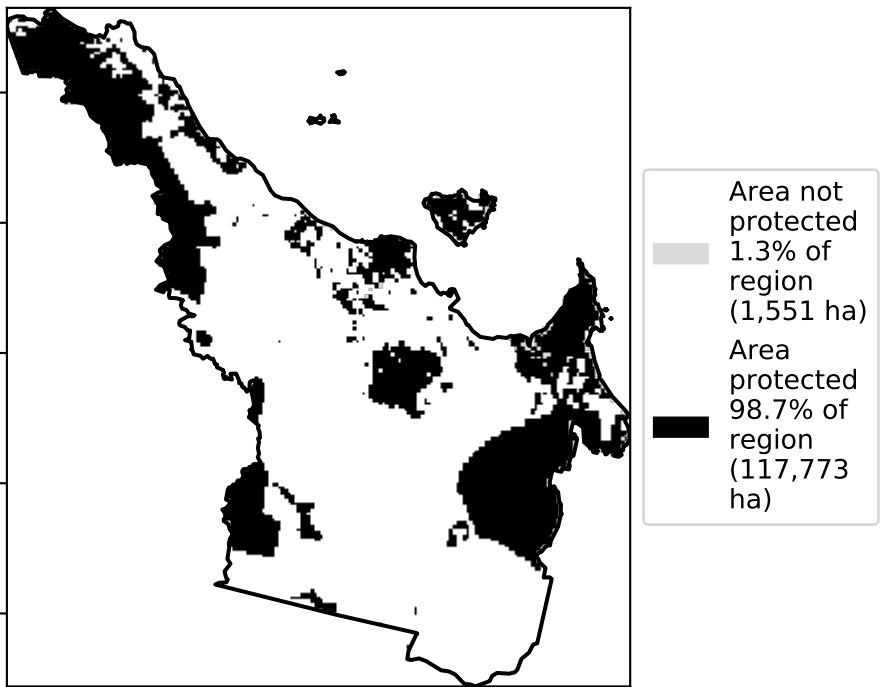 Area not
protected
1.3% of
region
(1,551 ha)
Area
protected
98.7% of
region
(117,773
ha)